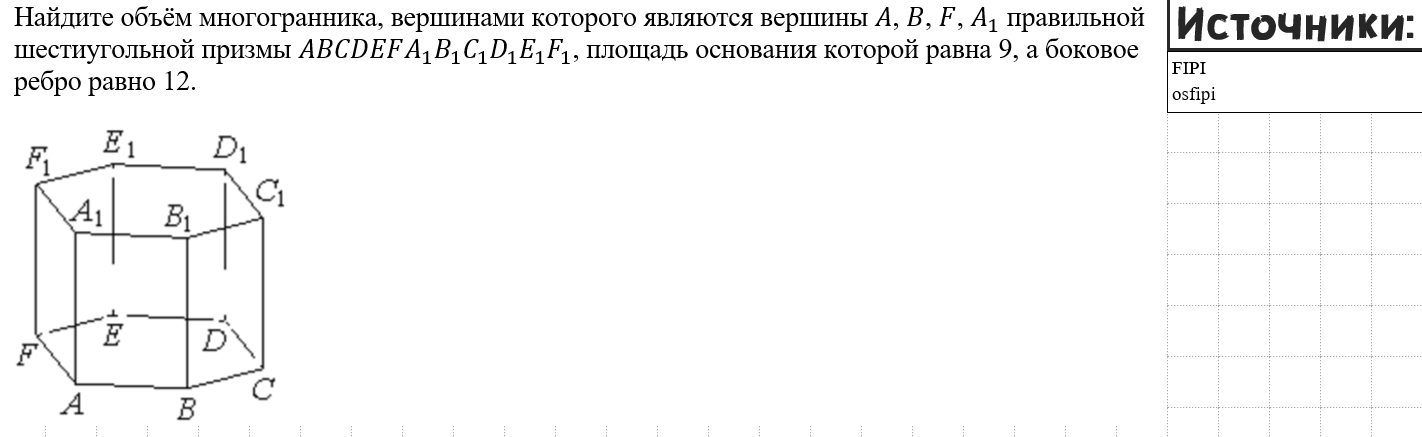 Найдите объём многогранника, вершинами которого являются вершины A, B, F, A₁ правильной
шестиугольной призмы ABCDEFA₁B₁C₁D₁E₁F₁, площадь основания которой равна 9, а боковое
ребро равно 12.
Источники:
FIPI
osfipi
E₁
D₁
F₁
C₁
A₁
B₁
E
D
F
C
A
B